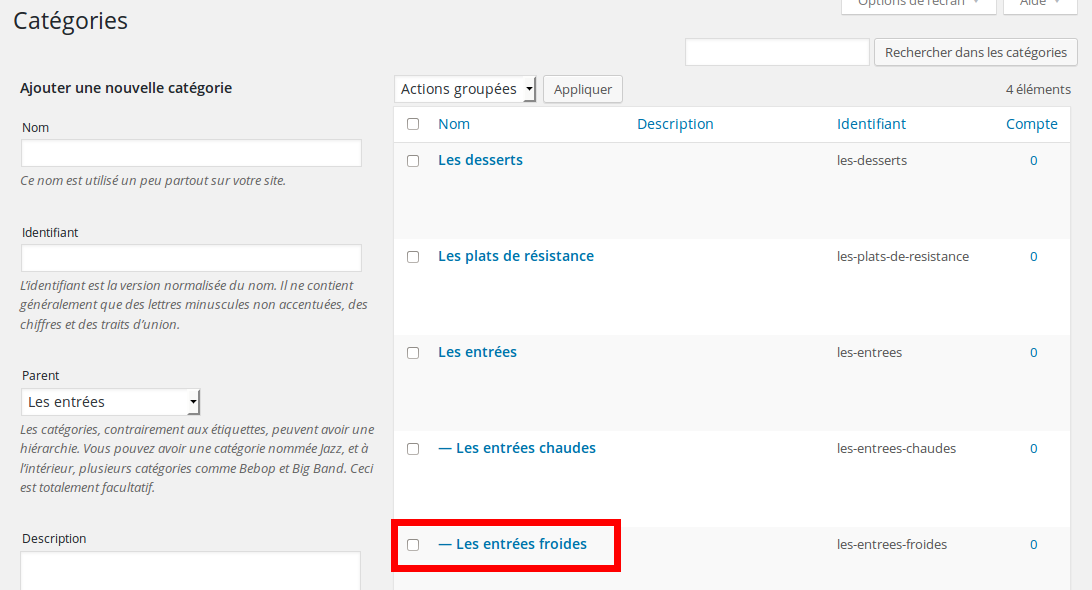 Options de l'écran
Aide
Catégories
Rechercher dans les catégories
Ajouter une nouvelle catégorie
Nom
Ce nom est utilisé un peu partout sur votre site.
Identifiant
L'identifiant est la version normalisée du nom. Il ne contient
généralement que des lettres minuscules non accentuées, des
chiffres et des traits d'union.
Parent
Les entrées
Les catégories, contrairement aux étiquettes, peuvent avoir une
hiérarchie. Vous pouvez avoir une catégorie nommée Jazz, et à
l'intérieur, plusieurs catégories comme Bebop et Big Band. Ceci
est totalement facultatif.
Description
Actions groupées
Appliquer
4 éléments
Nom Description Identifiant Compte
Les desserts les-desserts 0
Les plats de résistance les-plats-de-resistance 0
Les entrées les-entrees 0
— Les entrées chaudes les-entrees-chaudes 0
— Les entrées froides les-entrees-froides 0